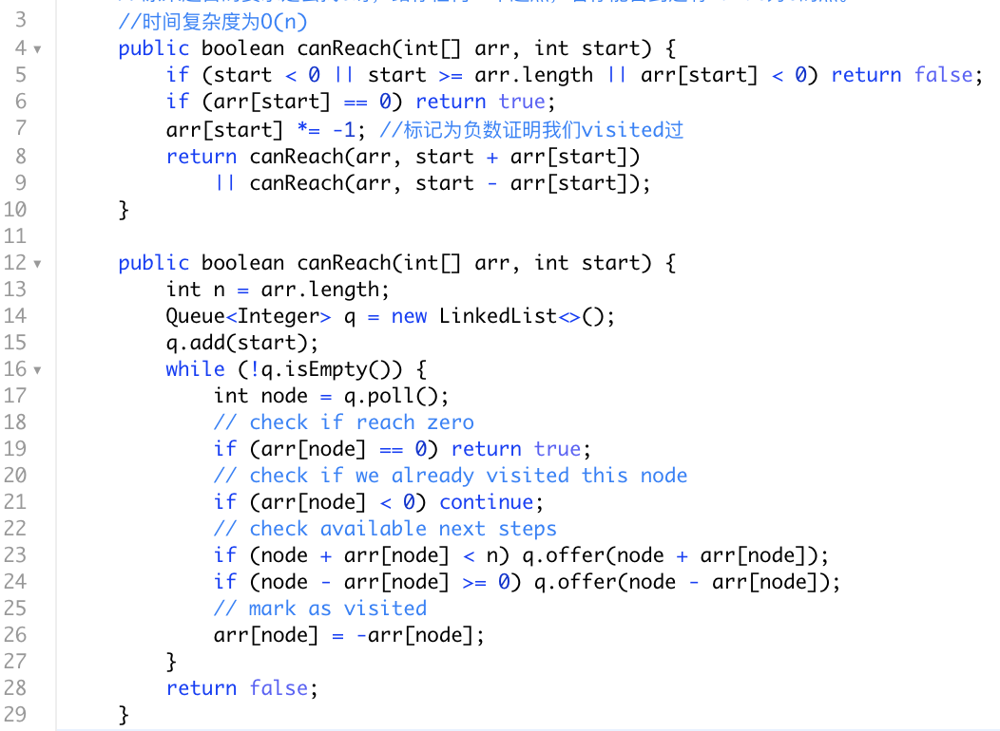 3 //时间复杂度为O(n)
4 public boolean canReach(int[] arr, int start) {
5 if (start < 0 || start >= arr.length || arr[start] < 0) return false;
6 if (arr[start] == 0) return true;
7 arr[start] *= -1; //标记为负数证明我们visited过
8 return canReach(arr, start + arr[start])
9 || canReach(arr, start - arr[start]);
10 }
11
12 public boolean canReach(int[] arr, int start) {
13 int n = arr.length;
14 Queue<Integer> q = new LinkedList<>();
15 q.add(start);
16 while (!q.isEmpty()) {
17 int node = q.poll();
18 // check if reach zero
19 if (arr[node] == 0) return true;
20 // check if we already visited this node
21 if (arr[node] < 0) continue;
22 // check available next steps
23 if (node + arr[node] < n) q.offer(node + arr[node]);
24 if (node - arr[node] >= 0) q.offer(node - arr[node]);
25 // mark as visited
26 arr[node] = -arr[node];
27 }
28 return false;
29 }